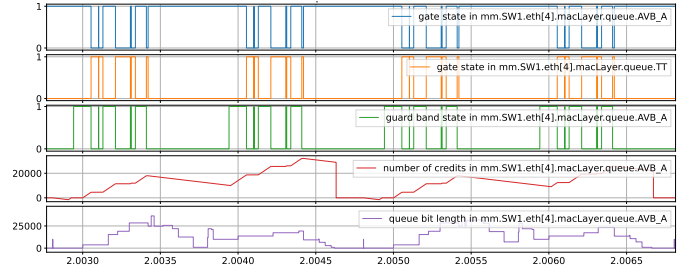 1
gate state in mm.SW1.eth[4].macLayer.queue.AVB_A
0
1
gate state in mm.SW1.eth[4].macLayer.queue.TT
0
1
guard band state in mm.SW1.eth[4].macLayer.queue.AVB_A
0
number of credits in mm.SW1.eth[4].macLayer.queue.AVB_A
20000
0
queue bit length in mm.SW1.eth[4].macLayer.queue.AVB_A
25000
0
2.0030 2.0035 2.0040 2.0045 2.0050 2.0055 2.0060 2.0065